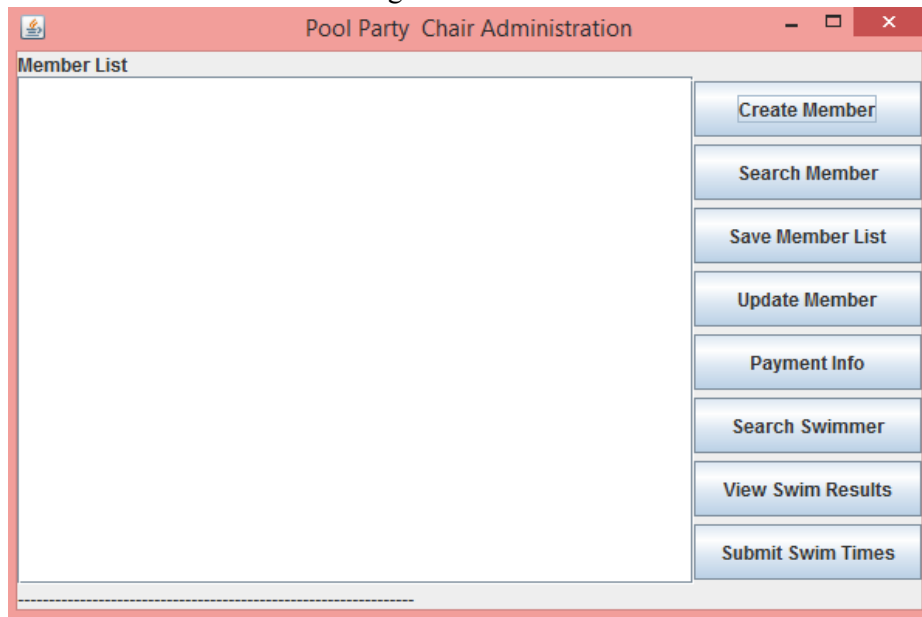 Pool Party Chair Administration
Member List
Create Member
Search Member
Save Member List
Update Member
Payment Info
Search Swimmer
View Swim Results
Submit Swim Times
----------------------------------------------------------------